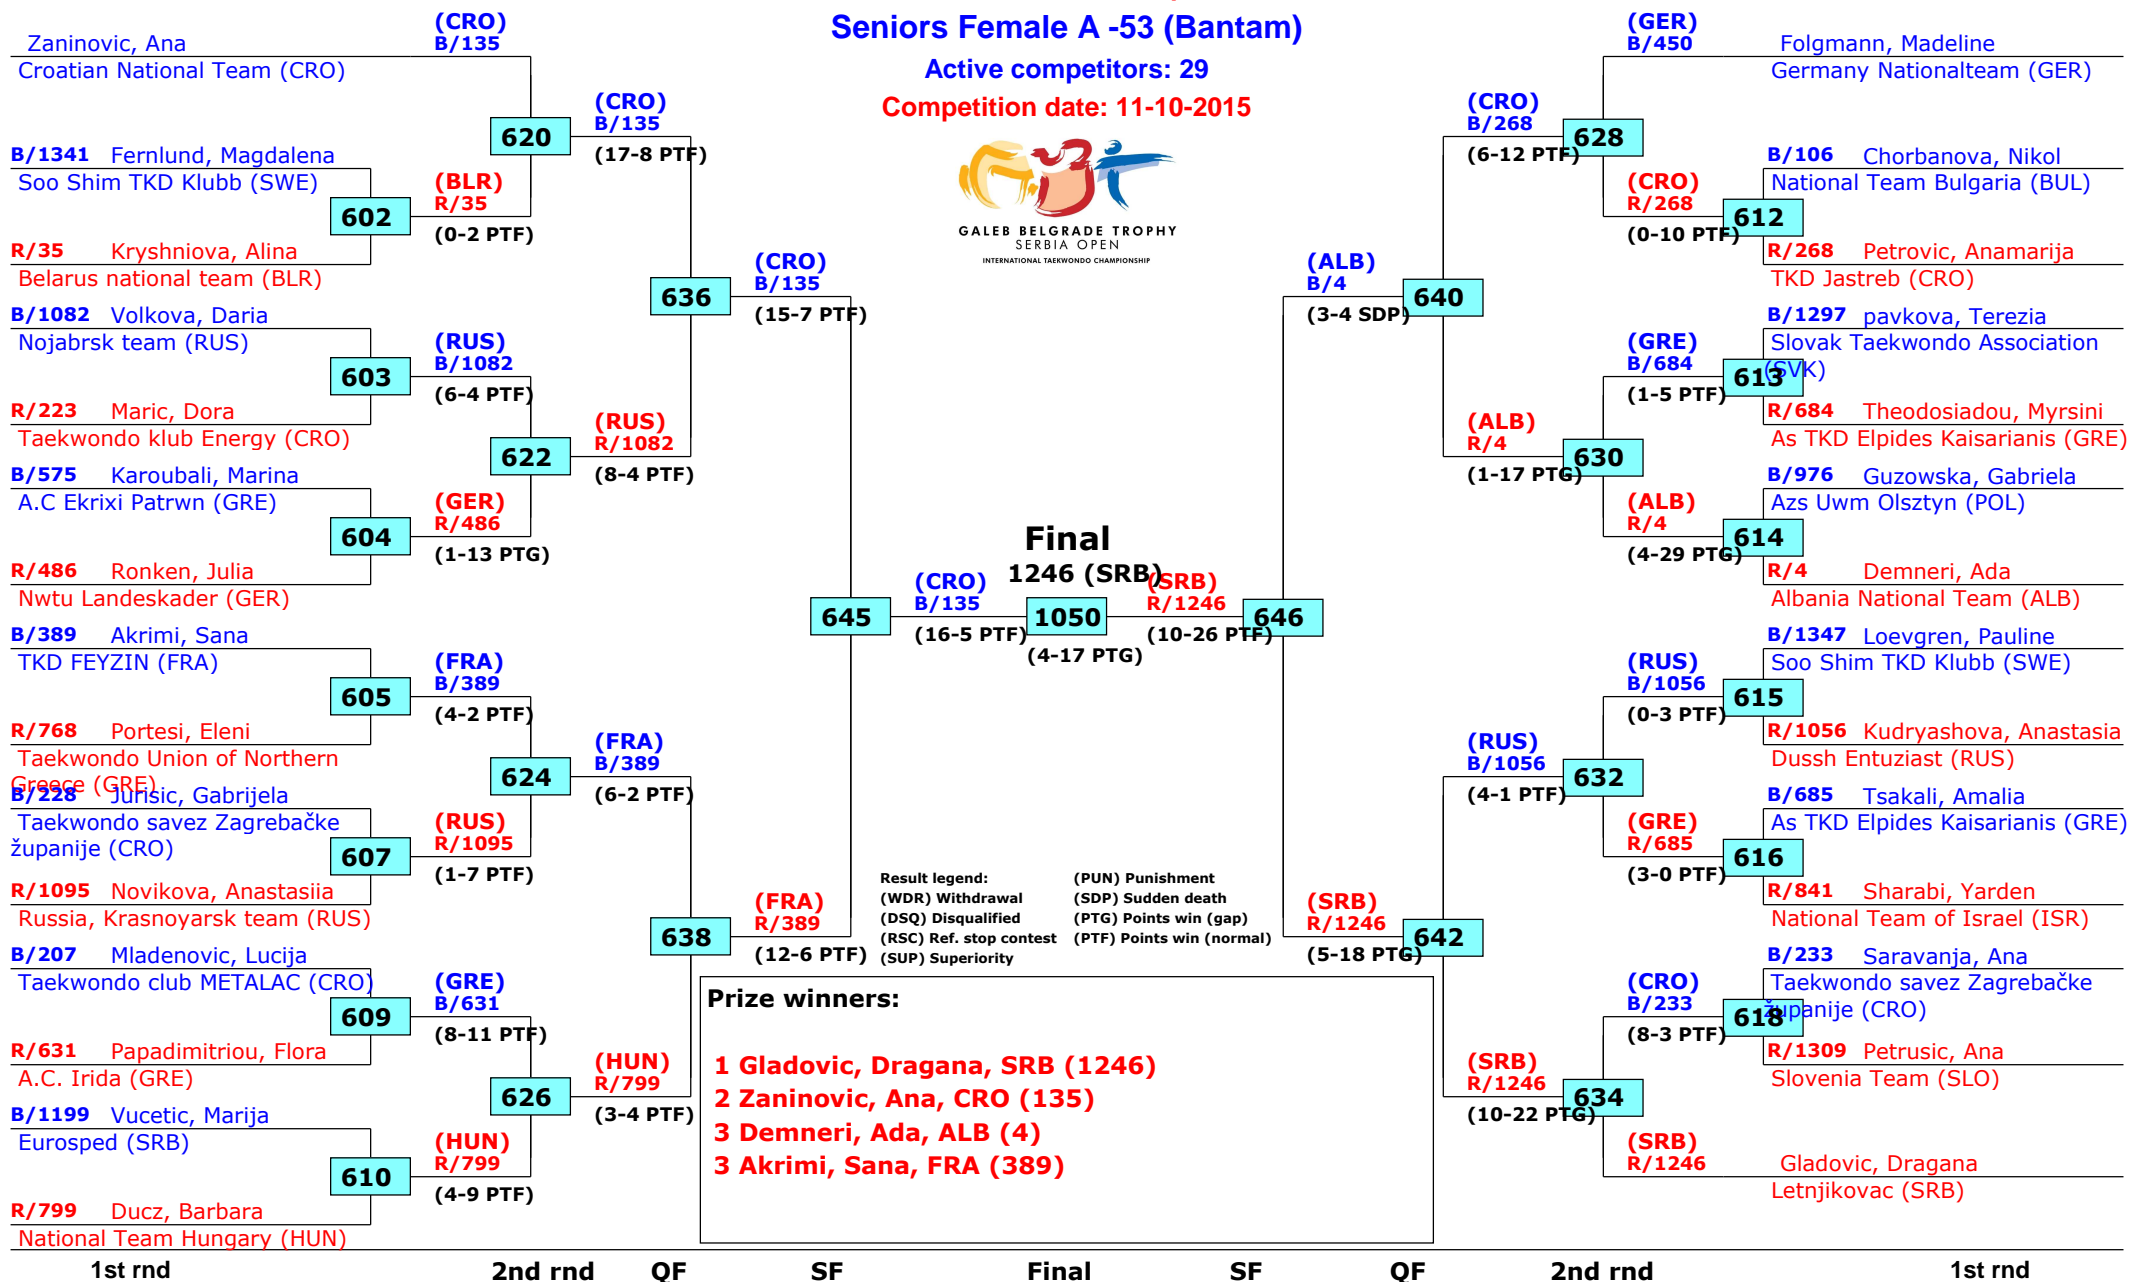 Seniors Female A -53 (Bantam)
Active competitors: 29
Competition date: 11-10-2015
GALEB BELGRADE TROPHY
SERBIA OPEN
INTERNATIONAL TAEKWONDO CHAMPIONSHIP
Zaninovic, Ana
Croatian National Team (CRO)
B/1341 Fernlund, Magdalena
Soo Shim TKD Klubb (SWE)
602
R/35 Kryshniova, Alina
Belarus national team (BLR)
B/1082 Volkova, Daria
Nojabrsk team (RUS)
603
R/223 Maric, Dora
Taekwondo klub Energy (CRO)
B/575 Karoubali, Marina
A.C Ekrixi Patrwn (GRE)
604
R/486 Ronken, Julia
Nwtu Landeskader (GER)
B/389 Akrimi, Sana
TKD FEYZIN (FRA)
605
R/768 Portesi, Eleni
Taekwondo Union of Northern
Greece (GRE)
B/228 Jurisic, Gabrijela
Taekwondo savez Zagrebačke
županije (CRO)
607
R/1095 Novikova, Anastasiia
Russia, Krasnoyarsk team (RUS)
B/207 Mladenovic, Lucija
Taekwondo club METALAC (CRO)
609
R/631 Papadimitriou, Flora
A.C. Irida (GRE)
B/1199 Vucetic, Marija
Eurosped (SRB)
610
R/799 Ducz, Barbara
National Team Hungary (HUN)
(CRO)
B/135
620
(BLR)
R/35
(0-2 PTF)
(RUS)
B/1082
(6-4 PTF)
622
(GER)
R/486
(1-13 PTG)
(FRA)
B/389
(4-2 PTF)
624
(RUS)
R/1095
(1-7 PTF)
(GRE)
B/631
(8-11 PTF)
626
(HUN)
R/799
(4-9 PTF)
(CRO)
B/135
(17-8 PTF)
636
(RUS)
R/1082
(8-4 PTF)
(FRA)
B/389
(6-2 PTF)
638
(HUN)
R/799
(3-4 PTF)
(CRO)
B/135
(15-7 PTF)
645
(FRA)
R/389
(12-6 PTF)
(CRO)
B/135
(16-5 PTF)
Final
1246 (SRB)
1050
(4-17 PTG)
(SRB)
R/1246
(10-26 PTF)
646
(ALB)
B/4
(3-4 SDP)
(SRB)
R/1246
(5-18 PTG)
(CRO)
B/268
(6-12 PTF)
640
(ALB)
R/4
(1-17 PTG)
(RUS)
B/1056
(4-1 PTF)
642
(SRB)
R/1246
(10-22 PTG)
(GER)
B/450
628
(CRO)
R/268
(0-10 PTF)
(GRE)
B/684
(1-5 PTF)
630
(ALB)
R/4
(4-29 PTG)
(RUS)
B/1056
(0-3 PTF)
632
(GRE)
R/685
(3-0 PTF)
(CRO)
B/233
(8-3 PTF)
634
(SRB)
R/1246
Folgmann, Madeline
Germany Nationalteam (GER)
B/106 Chorbanova, Nikol
National Team Bulgaria (BUL)
612
R/268 Petrovic, Anamarija
TKD Jastreb (CRO)
B/1297 pavkova, Terezia
Slovak Taekwondo Association
(SVK)
613
R/684 Theodosiadou, Myrsini
As TKD Elpides Kaisarianis (GRE)
B/976 Guzowska, Gabriela
Azs Uwm Olsztyn (POL)
614
R/4 Demneri, Ada
Albania National Team (ALB)
B/1347 Loevgren, Pauline
Soo Shim TKD Klubb (SWE)
615
R/1056 Kudryashova, Anastasia
Dussh Entuziast (RUS)
B/685 Tsakali, Amalia
As TKD Elpides Kaisarianis (GRE)
616
R/841 Sharabi, Yarden
National Team of Israel (ISR)
B/233 Saravanja, Ana
Taekwondo savez Zagrebačke
županije (CRO)
618
R/1309 Petrusic, Ana
Slovenia Team (SLO)
Gladovic, Dragana
Letnjikovac (SRB)
Result legend:
(WDR) Withdrawal
(DSQ) Disqualified
(RSC) Ref. stop contest
(SUP) Superiority
(PUN) Punishment
(SDP) Sudden death
(PTG) Points win (gap)
(PTF) Points win (normal)
Prize winners:
1 Gladovic, Dragana, SRB (1246)
2 Zaninovic, Ana, CRO (135)
3 Demneri, Ada, ALB (4)
3 Akrimi, Sana, FRA (389)
1st rnd 2nd rnd QF SF Final SF QF 2nd rnd 1st rnd